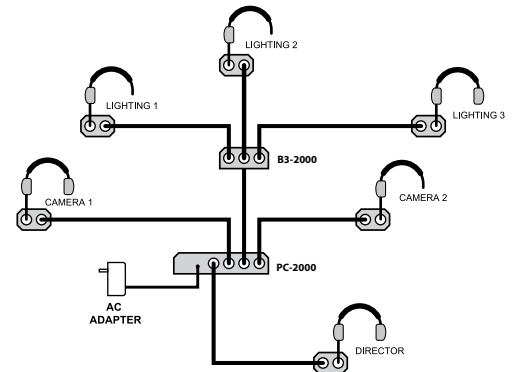 LIGHTING 2
LIGHTING 1
LIGHTING 3
B3-2000
CAMERA 1
CAMERA 2
PC-2000
AC
ADAPTER
DIRECTOR